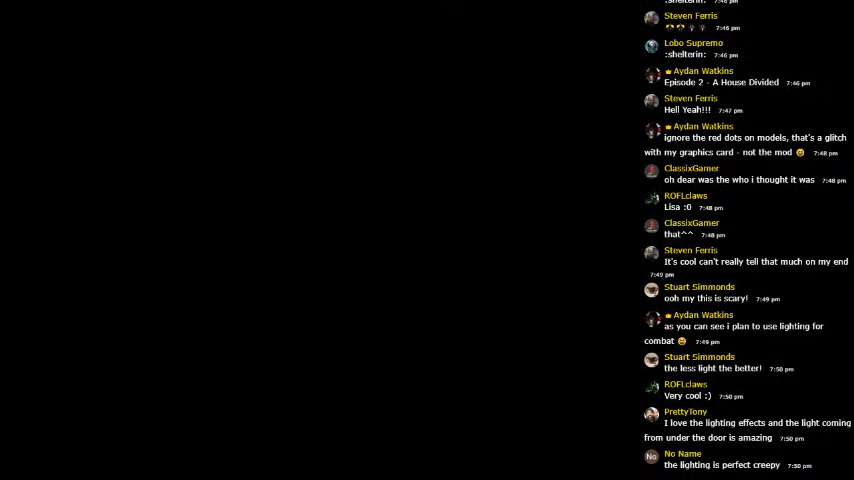 :shelterin: 7:46 pm
Steven Ferris
7:46 pm
Lobo Supremo
:shelterin: 7:46 pm
Aydan Watkins
Episode 2 - A House Divided 7:46 pm
Steven Ferris
Hell Yeah!!! 7:47 pm
Aydan Watkins
ignore the red dots on models, that's a glitch
with my graphics card - not the mod 😆 7:48 pm
ClassixGamer
oh dear was the who i thought it was 7:48 pm
ROFLclaws
Lisa :O 7:48 pm
ClassixGamer
that^^ 7:48 pm
Steven Ferris
It's cool can't really tell that much on my end
7:49 pm
Stuart Simmonds
ooh my this is scary! 7:49 pm
Aydan Watkins
as you can see i plan to use lighting for
combat 😆 7:49 pm
Stuart Simmonds
the less light the better! 7:50 pm
ROFLclaws
Very cool :) 7:50 pm
PrettyTony
I love the lighting effects and the light coming
from under the door is amazing 7:50 pm
No Name
No the lighting is perfect creepy 7:50 pm